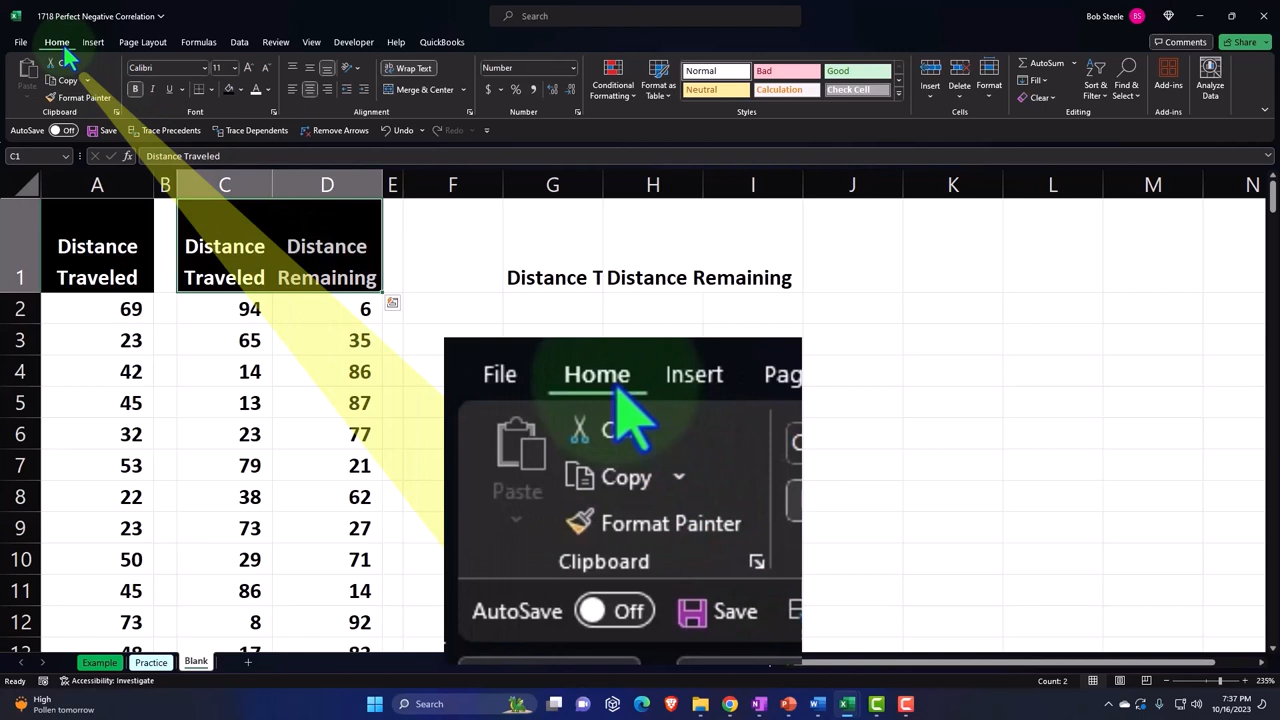 1718 Perfect Negative Correlation
Search
Bob Steele
BS
File Home Insert Page Layout Formulas Data Review View Developer Help QuickBooks
Comments
Share
Paste
Copy
Format Painter
Clipboard
Calibri
11
Font
Wrap Text
Merge & Center
Alignment
Number
Number
Conditional Formatting
Format as Table
Normal Bad Good
Neutral Calculation Check Cell
Styles
Insert Delete Format
Cells
AutoSum
Fill
Clear
Sort & Filter
Find & Select
Editing
Add-ins
Add-ins
Analyze Data
AutoSave Off Save Trace Precedents Trace Dependents Remove Arrows Undo Redo
C1 fx Distance Traveled
A B C D E F G H I J K L M N
1 Distance Traveled Distance Traveled Distance Remaining Distance T Distance Remaining
2 69 94 6
3 23 65 35
4 42 14 86
5 45 13 87
6 32 23 77
7 53 79 21
8 22 38 62
9 23 73 27
10 50 29 71
11 45 86 14
12 73 8 92
13 48 17 83
File Home Insert Pag
Paste
Copy
Format Painter
Clipboard
AutoSave Off Save
Example Practice Blank
Ready Accessibility: Investigate Count: 2 235%
High
Pollen tomorrow
Search
7:37 PM
10/16/2023